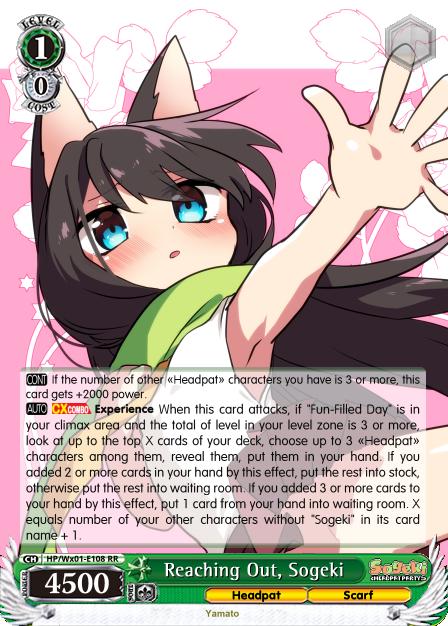 LEVEL
1
0
COST
CONT If the number of other «Headpat» characters you have is 3 or more, this
card gets +2000 power.
AUTO CXCOMBO Experience When this card attacks, if "Fun-Filled Day" is in
your climax area and the total of level in your level zone is 3 or more,
look at up to the top X cards of your deck, choose up to 3 «Headpat»
characters among them, reveal them, put them in your hand. If you
added 2 or more cards in your hand by this effect, put the rest into stock,
otherwise put the rest into waiting room. If you added 3 or more cards to
your hand by this effect, put 1 card from your hand into waiting room. X
equals number of your other characters without "Sogeki" in its card
name + 1.
CH HP/Wx01-E108 RR
POWER 4500 SOUL Reaching Out, Sogeki
Sogeki
HEADPAT PARTY
Headpat Scarf
Yamato